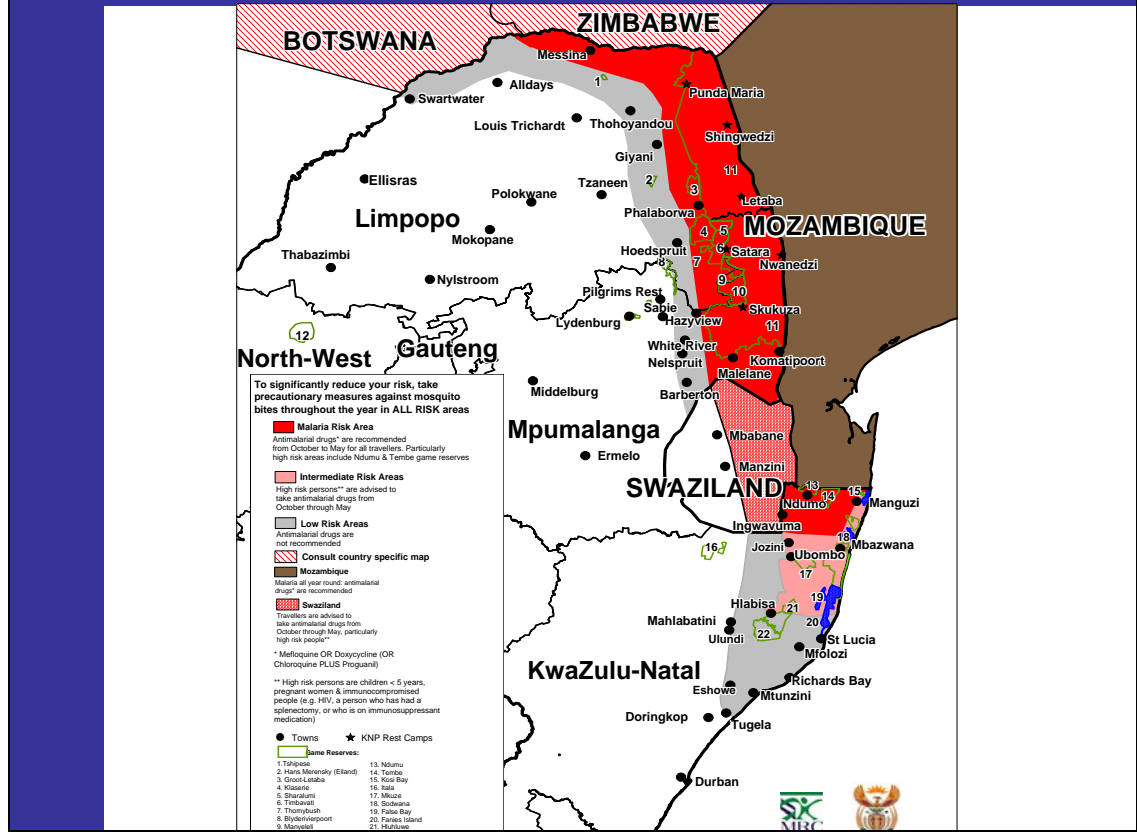 ZIMBABWE
BOTSWANA
Messina
1
Alldays
Punda Maria
Swartwater
Louis Trichardt
Thohoyandou
Shingwedzi
Giyani
11
Ellisras
2
Tzaneen
3
Polokwane
Letaba
Limpopo
Phalaborwa
MOZAMBIQUE
4
5
Mokopane
Hoedspruit
6
Satara
Thabazimbi
8
7
Nwanedzi
Nylstroom
9
Pilgrims Rest
10
Sabie
Skukuza
Lydenburg
Hazyview
11
12
White River
North-West
Gauteng
Nelspruit
Komatipoort
Malelane
Middelburg
Barberton
Mpumalanga
Mbabane
Ermelo
Manzini
SWAZILAND
13
14
15
Ndumo
Manguzi
Ingwavuma
18
Jozini
Mbazwana
16
Ubombo
17
19
Hlabisa
21
Mahlabatini
20
Ulundi
22
St Lucia
Mfolozi
KwaZulu-Natal
Richards Bay
Eshowe
Mtunzini
Doringkop
Tugela
Durban
To significantly reduce your risk, take
precautionary measures against mosquito
bites throughout the year in ALL RISK areas
Malaria Risk Area
Antimalarial drugs* are recommended
from October to May for all travellers. Particularly
high risk areas include Ndumu & Tembe game reserves
Intermediate Risk Areas
High risk persons** are advised to
take antimalarial drugs from
October through May
Low Risk Areas
Antimalarial drugs are
not recommended
Consult country specific map
Mozambique
Malaria all year round: antimalarial
drugs* are recommended
Swaziland
Travellers are advised to
take antimalarial drugs from
October through May, particularly
high risk people**
* Mefloquine OR Doxycycline (OR
Chloroquine PLUS Proguanil)
** High risk persons are children < 5 years,
pregnant women & immunocompromised
people (e.g. HIV, a person who has had a
splenectomy, or who is on immunosuppressant
medication)
Towns
KNP Rest Camps
Game Reserves:
1.Tshipese
2. Hans Merensky (Eiland)
3. Groot-Letaba
4. Klaserie
5. Sharalumi
6. Timbavati
7. Thornybush
8. Blyderivierpoort
9. Manyeleli
13. Ndumu
14. Tembe
15. Kosi Bay
16. Itala
17. Mkuze
18. Sodwana
19. False Bay
20. Fanies Island
21. Hluhluwe
MRC